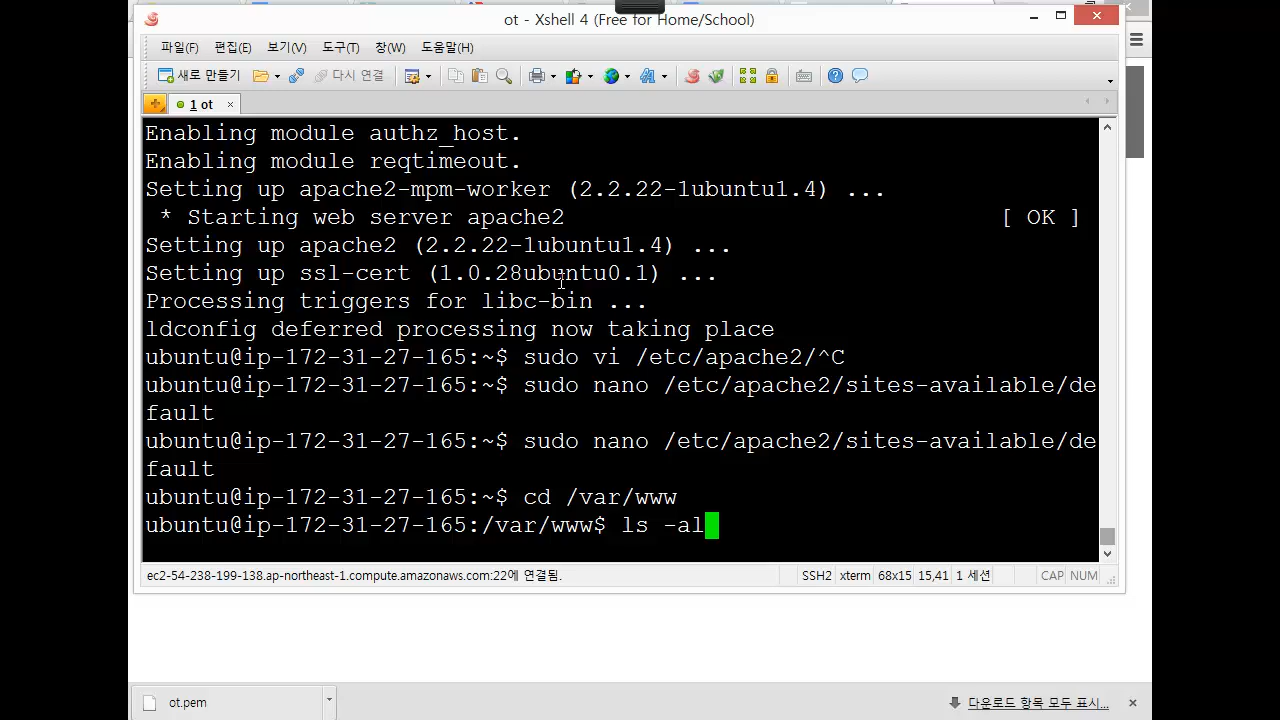 ot - Xshell 4 (Free for Home/School)
파일(F) 편집(E) 보기(V) 도구(T) 창(W) 도움말(H)
새로 만들기 다시 연결
1 ot
Enabling module authz_host.
Enabling module reqtimeout.
Setting up apache2-mpm-worker (2.2.22-1ubuntu1.4) ...
* Starting web server apache2 [ OK ]
Setting up apache2 (2.2.22-1ubuntu1.4) ...
Setting up ssl-cert (1.0.28ubuntu0.1) ...
Processing triggers for libc-bin ...
ldconfig deferred processing now taking place
ubuntu@ip-172-31-27-165:~$ sudo vi /etc/apache2/^C
ubuntu@ip-172-31-27-165:~$ sudo nano /etc/apache2/sites-available/de
fault
ubuntu@ip-172-31-27-165:~$ sudo nano /etc/apache2/sites-available/de
fault
ubuntu@ip-172-31-27-165:~$ cd /var/www
ubuntu@ip-172-31-27-165:/var/www$ ls -al
ec2-54-238-199-138.ap-northeast-1.compute.amazonaws.com:22에 연결됨. SSH2 xterm 68x15 15,41 1 세션 CAP NUM
ot.pem 다운로드 항목 모두 표시...